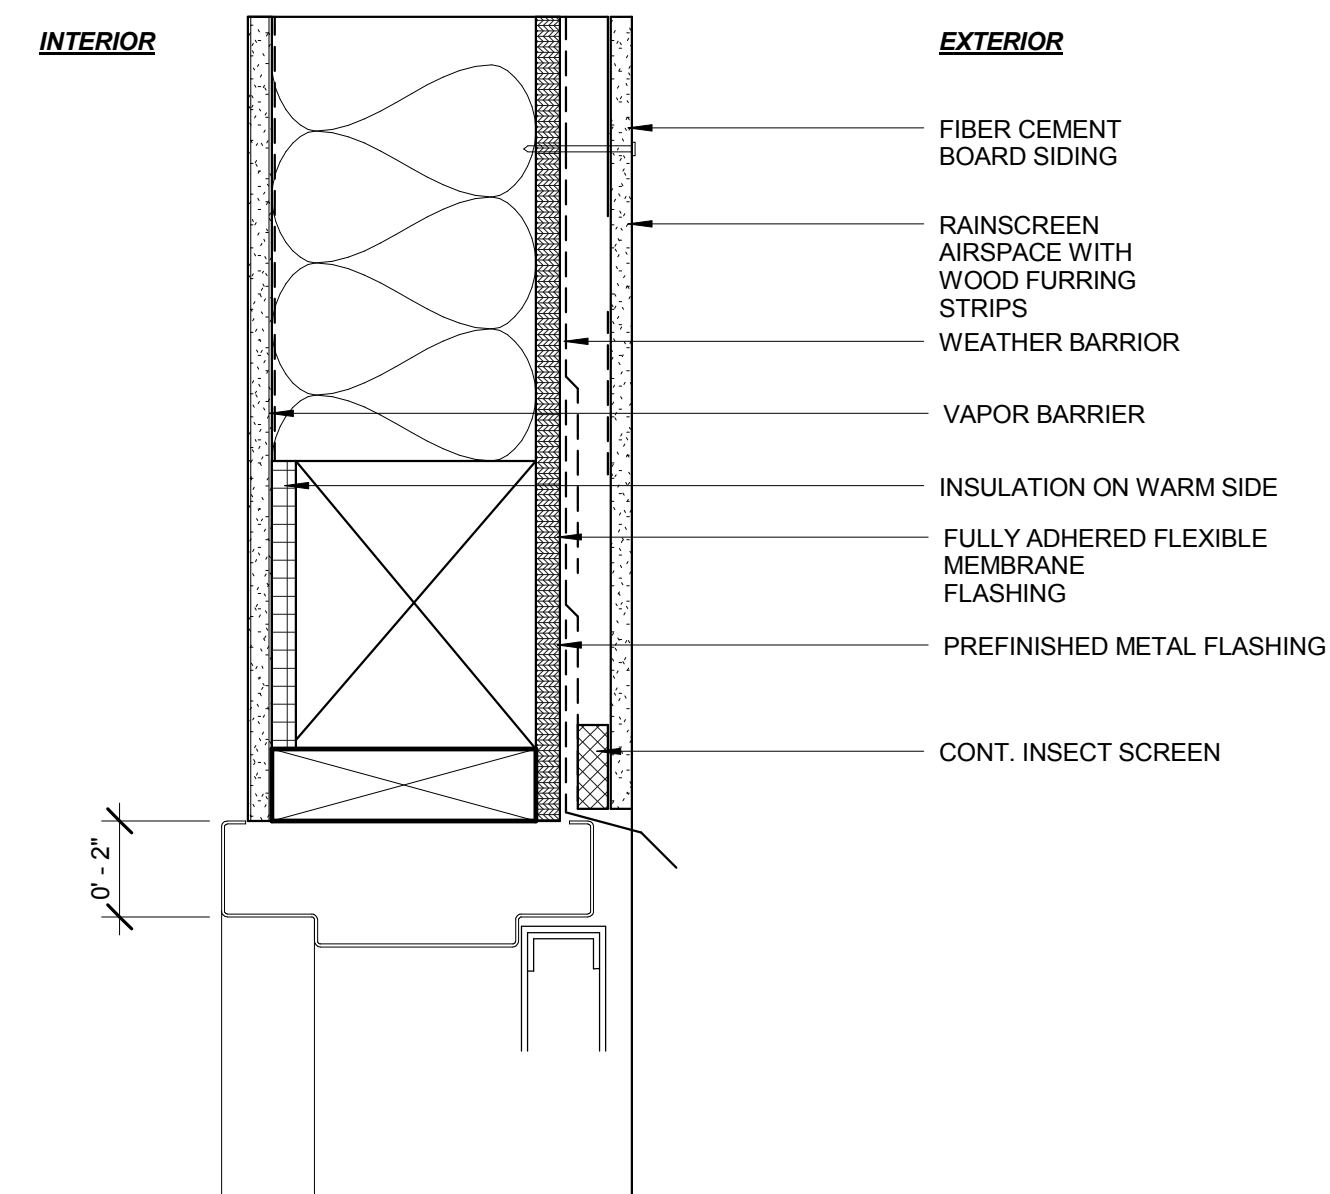 INTERIOR
EXTERIOR
FIBER CEMENT
BOARD SIDING
RAINSCREEN
AIRSPACE WITH
WOOD FURRING
STRIPS
WEATHER BARRIOR
VAPOR BARRIER
INSULATION ON WARM SIDE
FULLY ADHERED FLEXIBLE
MEMBRANE
FLASHING
PREFINISHED METAL FLASHING
CONT. INSECT SCREEN
0' - 2"